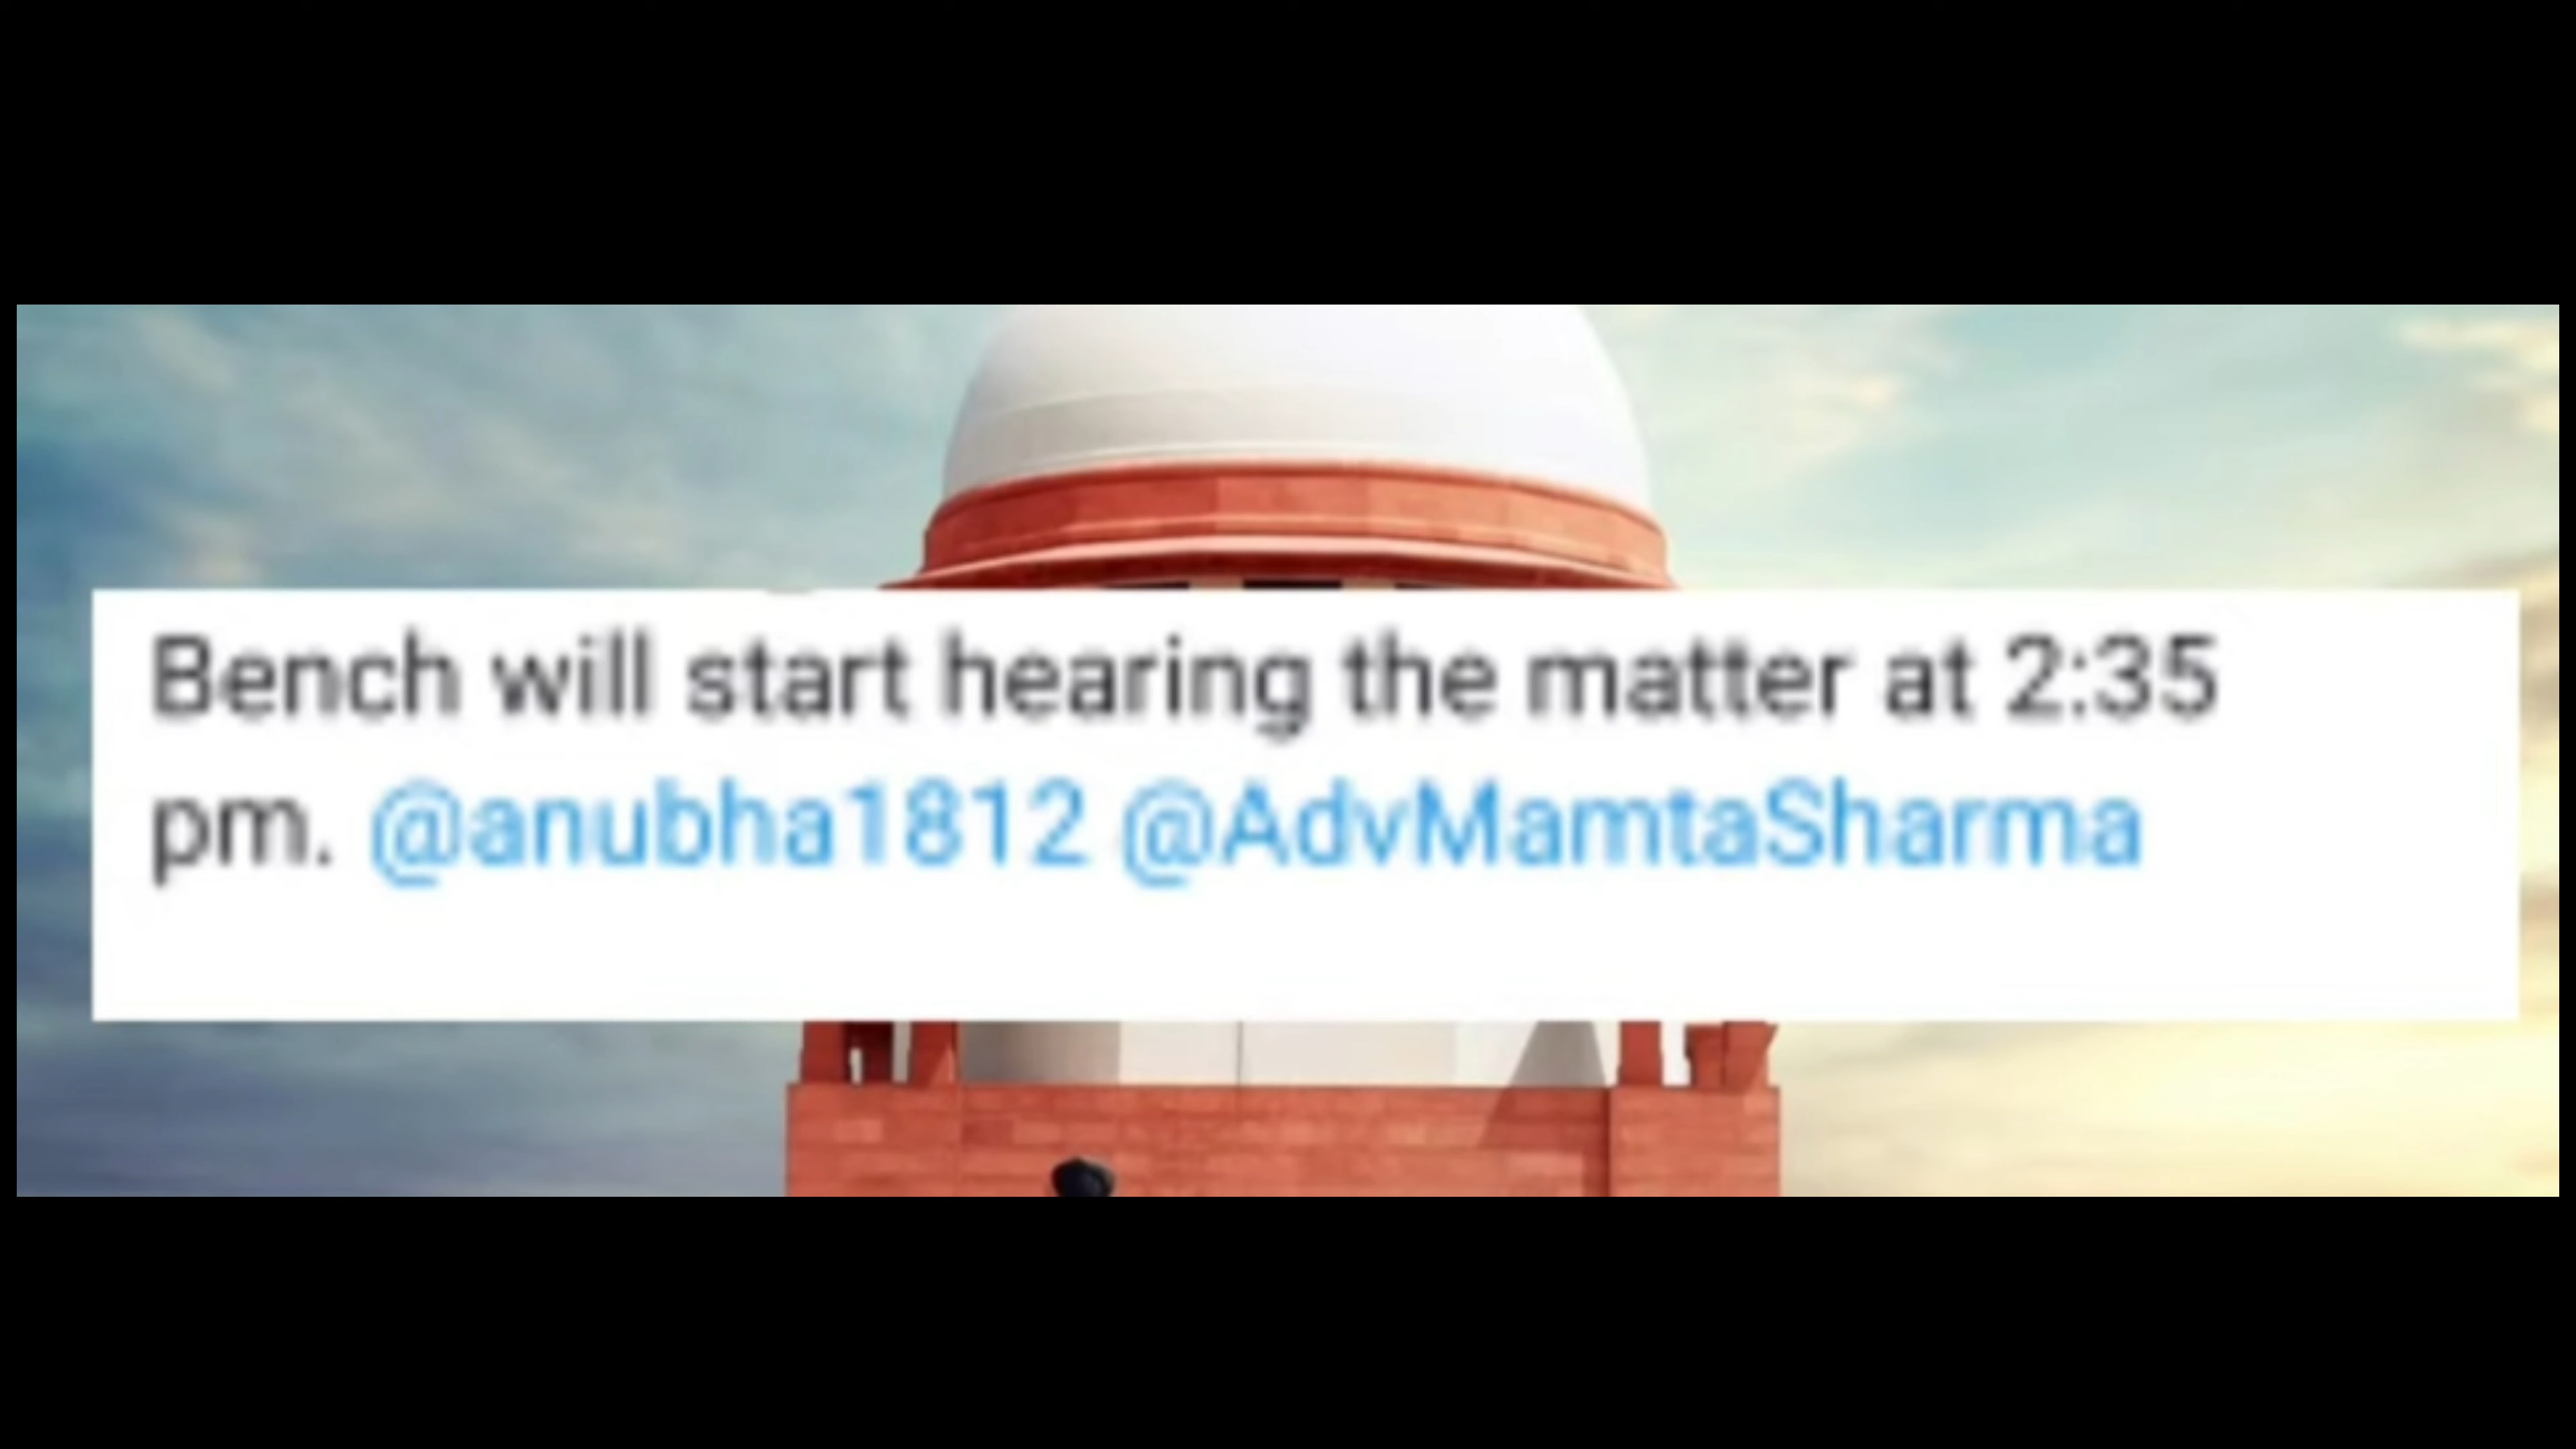 Bench will start hearing the matter at 2:35
pm. @anubha1812 @AdvMamtaSharma